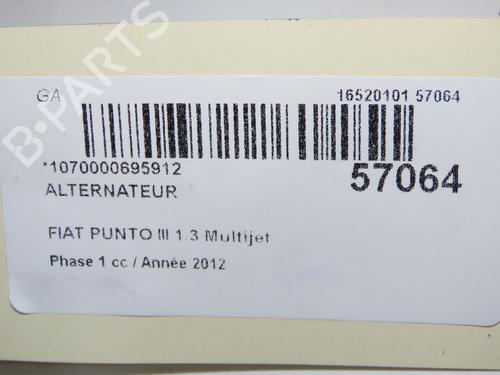 GA 16520101 57064
*1070000695912 57064
ALTERNATEUR
FIAT PUNTO III 1.3 Multijet
Phase 1 cc / Année 2012
B-PARTS